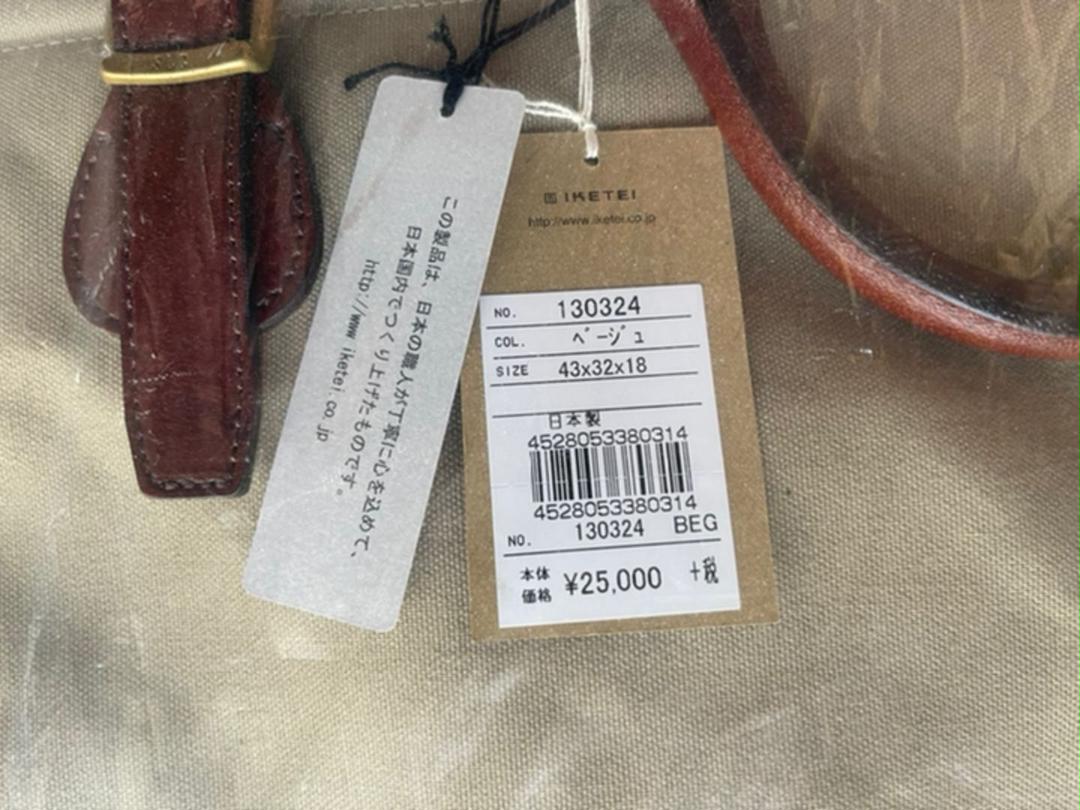 この製品は、日本の職人が丁寧に心を込めて、
日本国内でつくり上げたものです。
http://www.iketei.co.jp
IKETEI
http://www.iketei.co.jp
NO. 130324
COL. ベージュ
SIZE 43x32x18
日本製
4528053380314
4528053380314
NO. 130324 BEG
本体価格 ¥25,000 +税